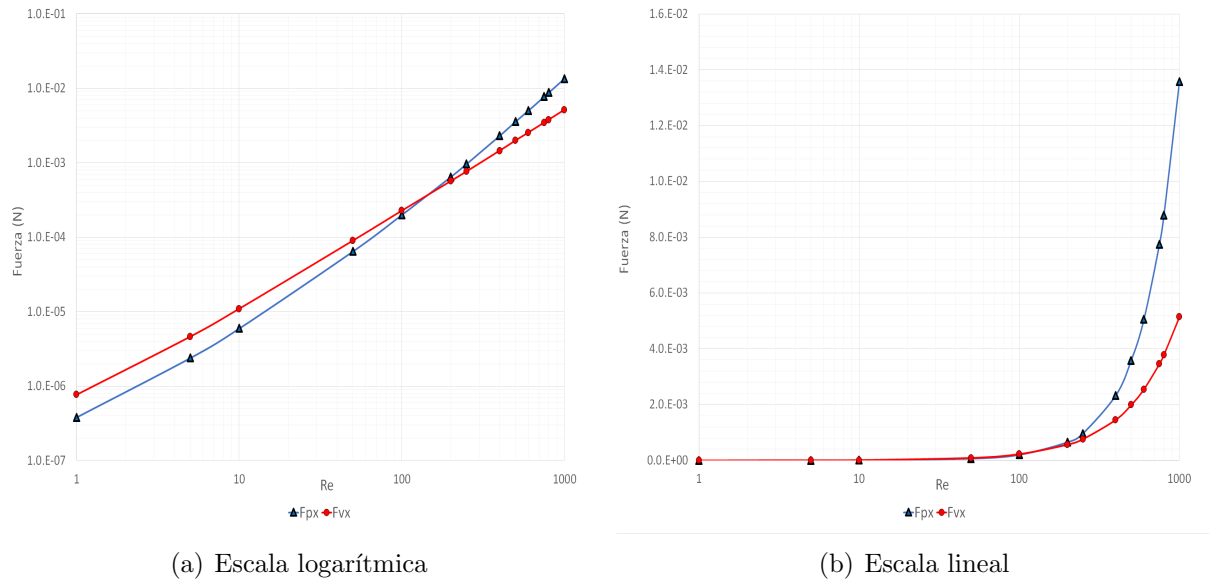 1.0.E-01
1.0.E-02
1.0.E-03
1.0.E-04
1.0.E-05
1.0.E-06
1.0.E-07
Fuerza (N)
1 10 100 1000
Re
Fpx Fvx
(a) Escala logarítmica
1.6.E-02
1.4.E-02
1.2.E-02
1.0.E-02
8.0.E-03
6.0.E-03
4.0.E-03
2.0.E-03
0.0.E+00
Fuerza (N)
1 10 100 1000
Re
Fpx Fvx
(b) Escala lineal